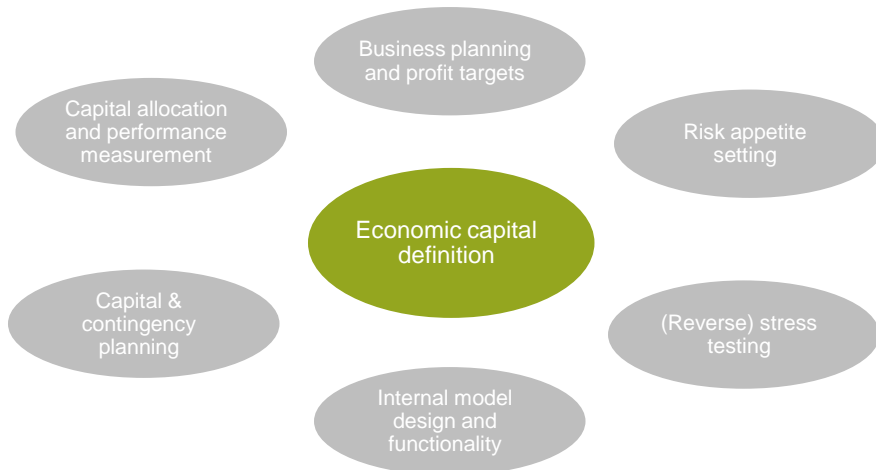 Business planning
and profit targets
Capital allocation
and performance
measurement
Risk appetite
setting
Economic capital
definition
Capital &
contingency
planning
(Reverse) stress
testing
Internal model
design and
functionality